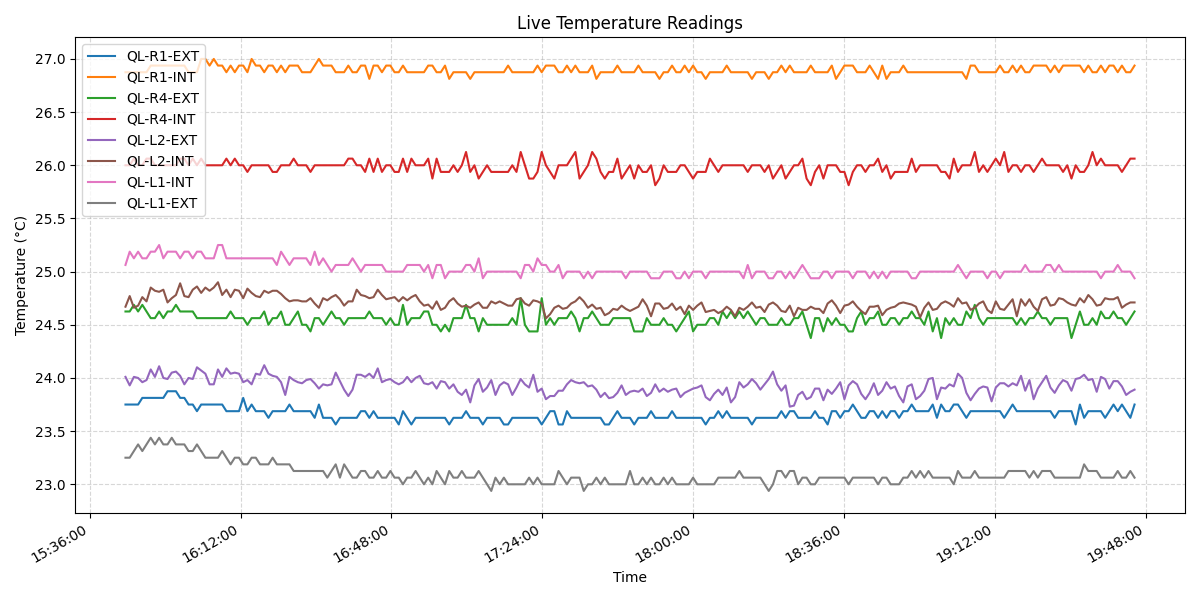 Live Temperature Readings
QL-R1-EXT
QL-R1-INT
QL-R4-EXT
QL-R4-INT
QL-L2-EXT
QL-L2-INT
QL-L1-INT
QL-L1-EXT
Temperature (°C)
27.0
26.5
26.0
25.5
25.0
24.5
24.0
23.5
23.0
15:36:00
16:12:00
16:48:00
17:24:00
18:00:00
18:36:00
19:12:00
19:48:00
Time